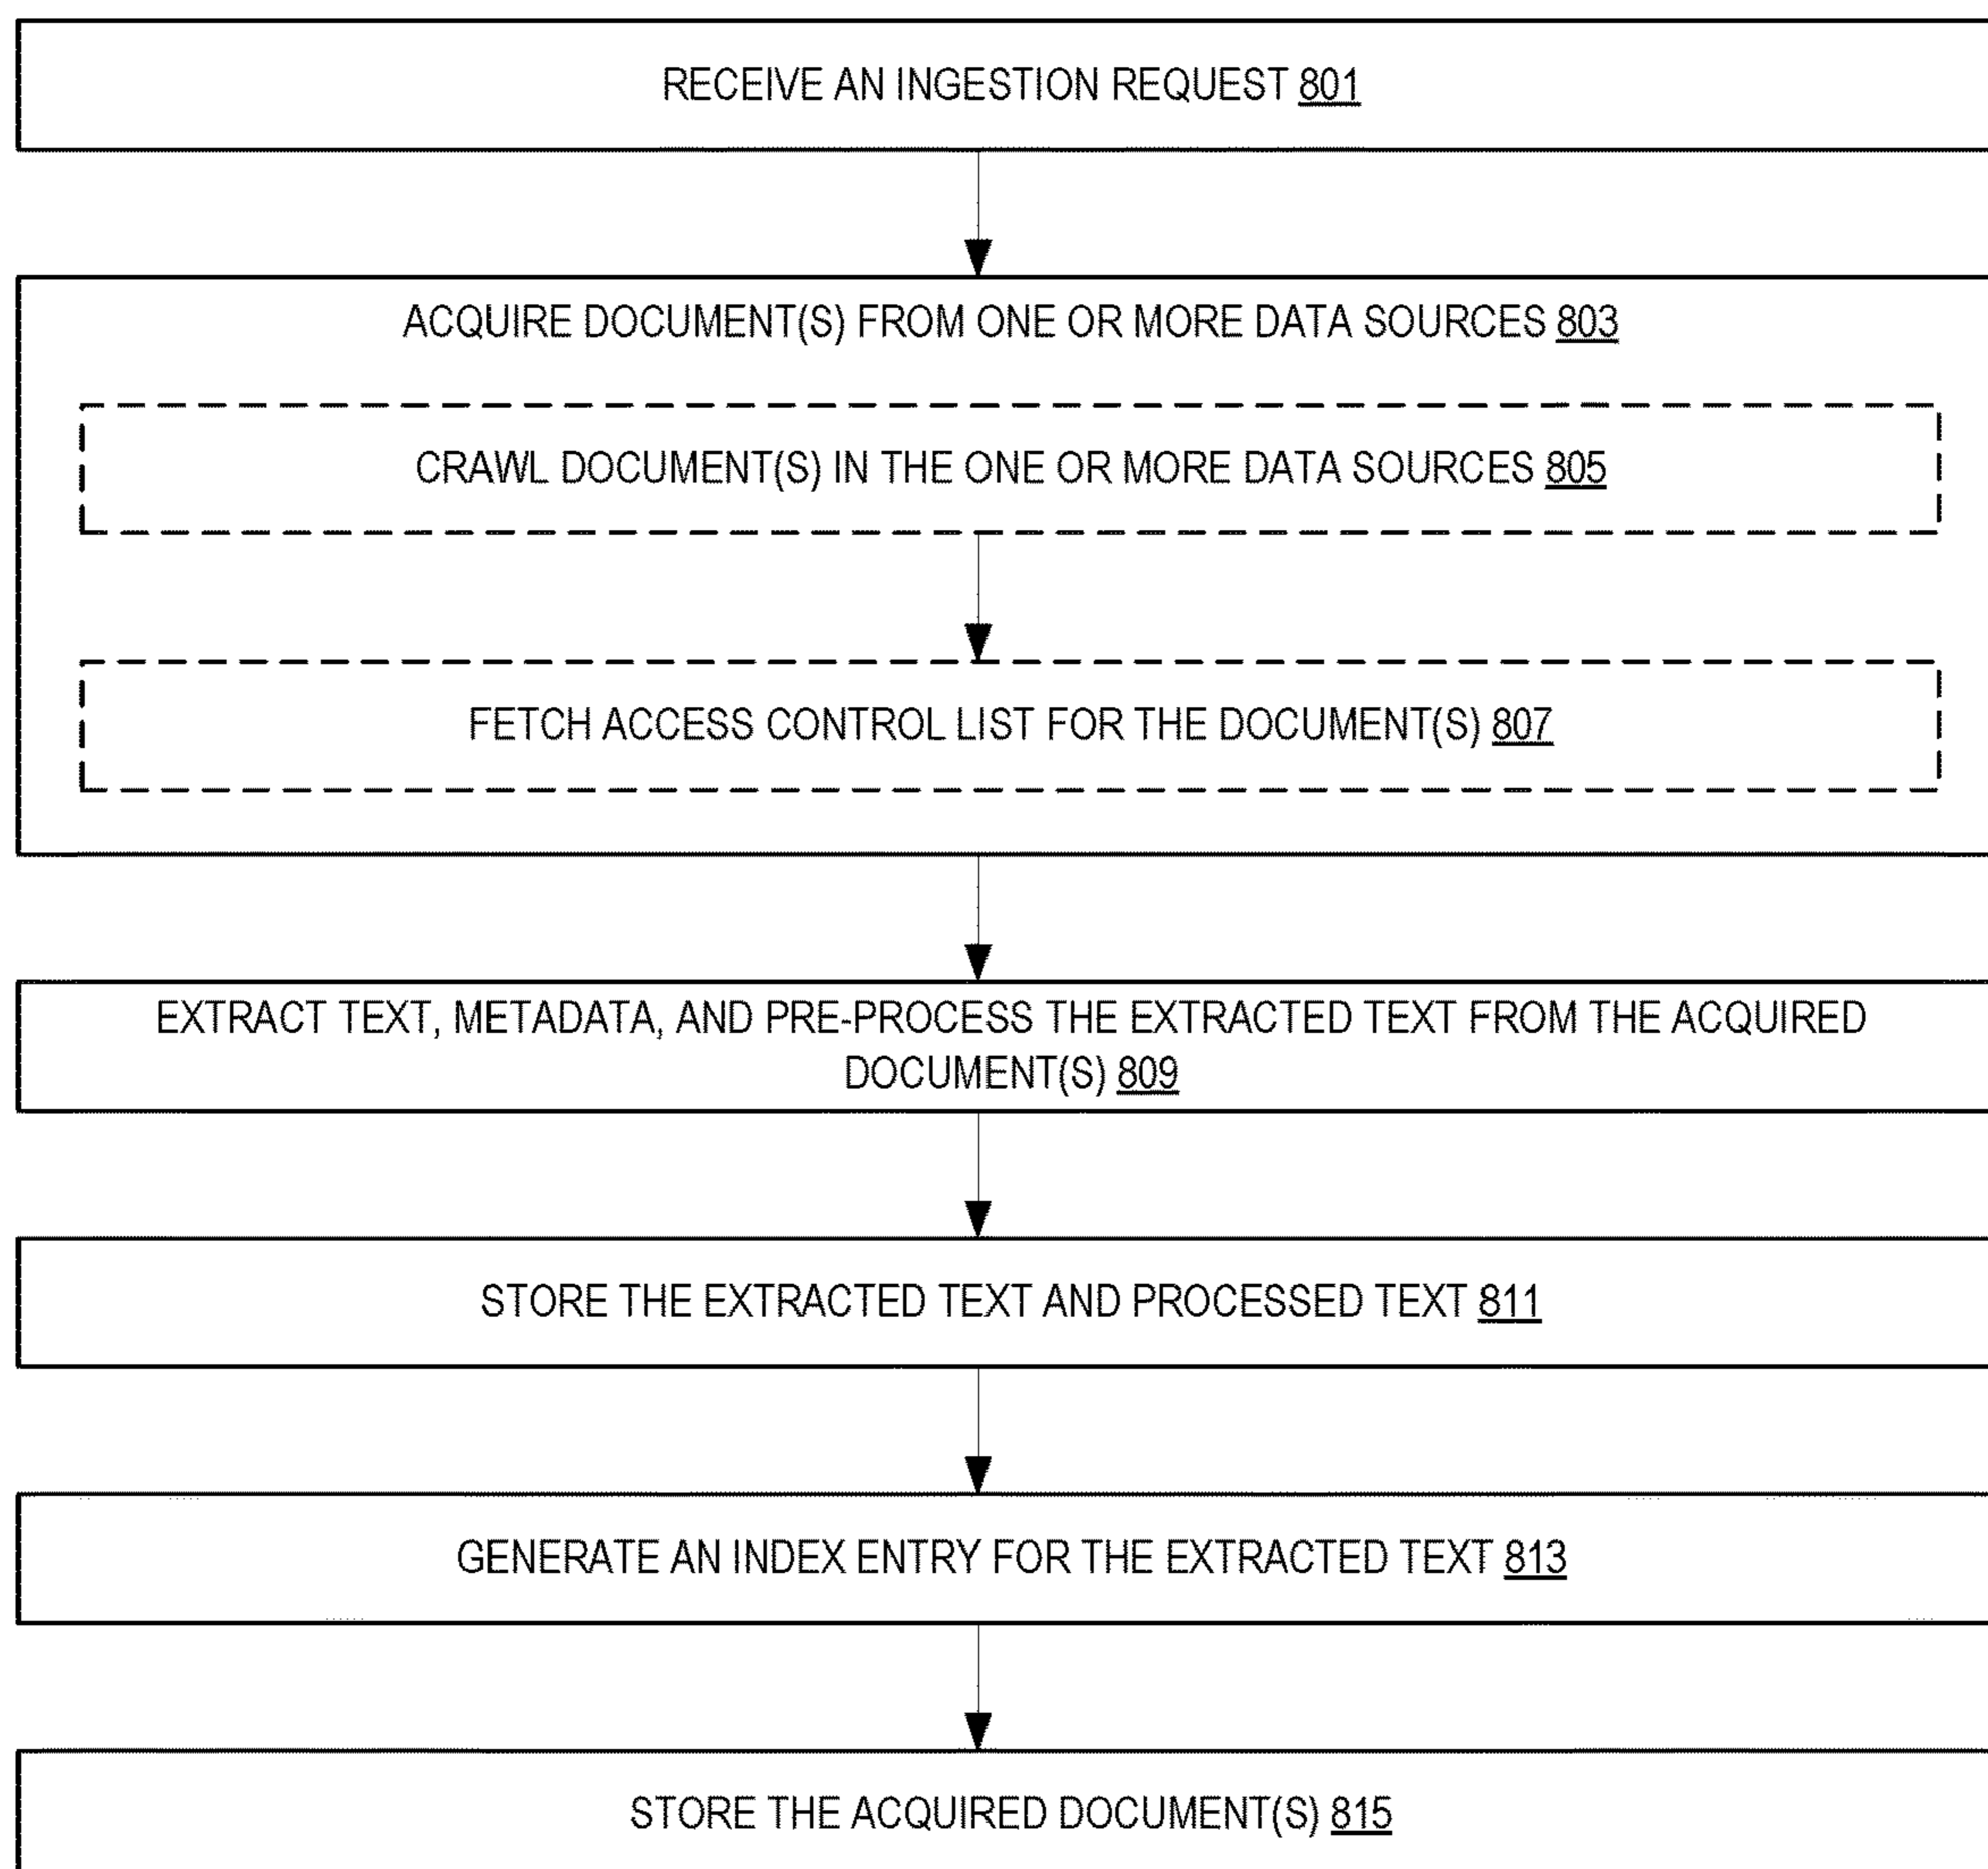 RECEIVE AN INGESTION REQUEST 801
ACQUIRE DOCUMENT(S) FROM ONE OR MORE DATA SOURCES 803
CRAWL DOCUMENT(S) IN THE ONE OR MORE DATA SOURCES 805
FETCH ACCESS CONTROL LIST FOR THE DOCUMENT(S) 807
EXTRACT TEXT, METADATA, AND PRE-PROCESS THE EXTRACTED TEXT FROM THE ACQUIRED
DOCUMENT(S) 809
STORE THE EXTRACTED TEXT AND PROCESSED TEXT 811
GENERATE AN INDEX ENTRY FOR THE EXTRACTED TEXT 813
STORE THE ACQUIRED DOCUMENT(S) 815